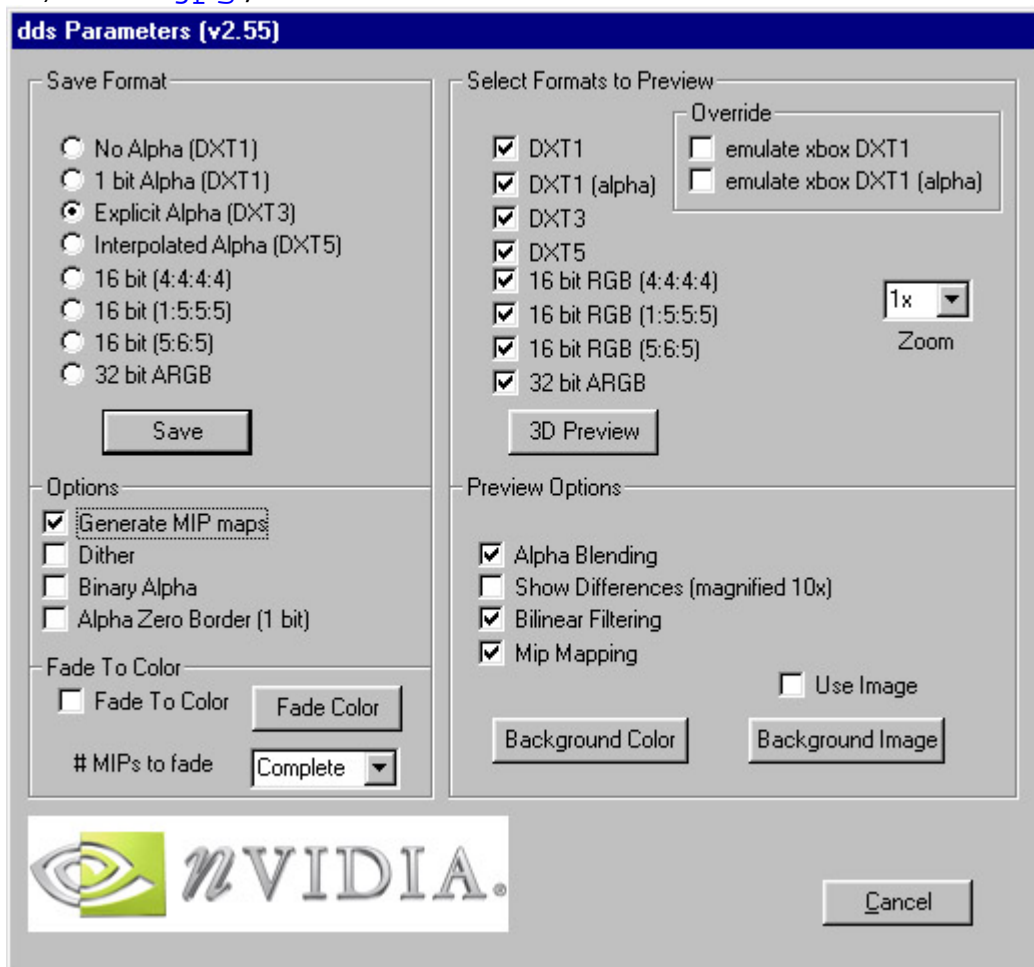 dds Parameters (v2.55)
Save Format
No Alpha (DXT1)
1 bit Alpha (DXT1)
Explicit Alpha (DXT3)
Interpolated Alpha (DXT5)
16 bit (4:4:4:4)
16 bit (1:5:5:5)
16 bit (5:6:5)
32 bit ARGB
Save
Select Formats to Preview
Override
emulate xbox DXT1
emulate xbox DXT1 (alpha)
DXT1
DXT1 (alpha)
DXT3
DXT5
16 bit RGB (4:4:4:4)
16 bit RGB (1:5:5:5)
16 bit RGB (5:6:5)
32 bit ARGB
1x
Zoom
3D Preview
Options
Generate MIP maps
Dither
Binary Alpha
Alpha Zero Border (1 bit)
Preview Options
Alpha Blending
Show Differences (magnified 10x)
Bilinear Filtering
Mip Mapping
Use Image
Background Color
Background Image
Fade To Color
Fade To Color
Fade Color
# MIPs to fade
Complete
nVIDIA®
Cancel